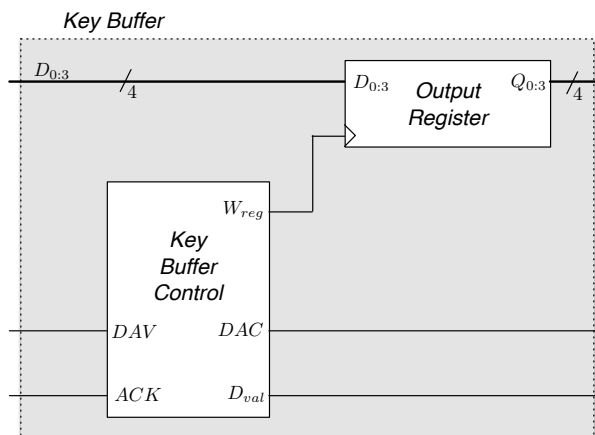 Key Buffer
D0:3
4
D0:3
Output
Register
Q0:3
4
Wreg
Key
Buffer
Control
DAV
DAC
ACK
Dval